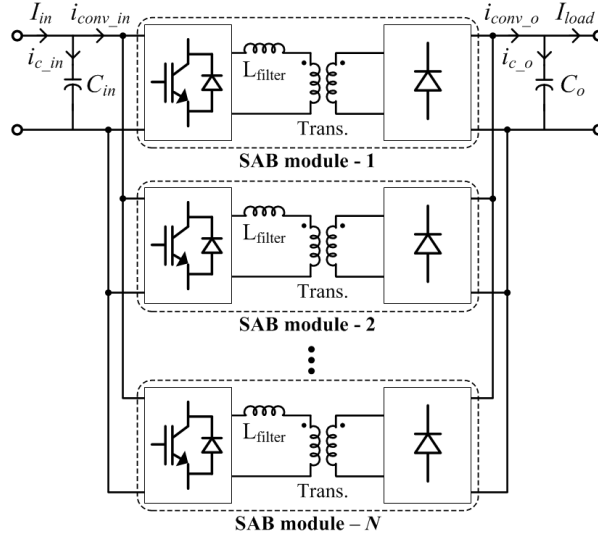 I_in i_conv_in i_conv_o I_load
i_c_in i_c_o
C_in L_filter C_o
Trans.
SAB module - 1
L_filter
Trans.
SAB module - 2
L_filter
Trans.
SAB module – N